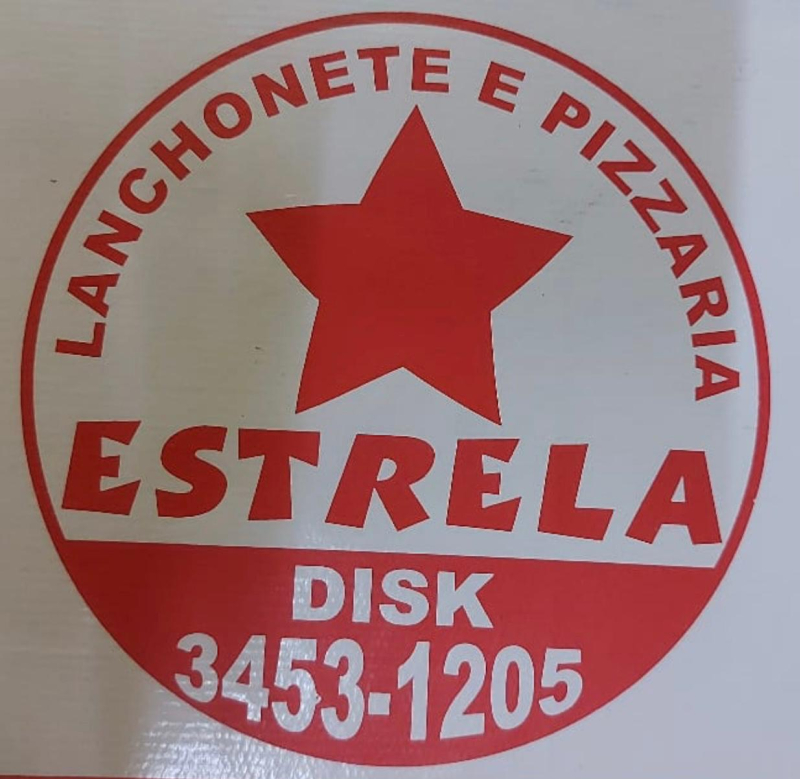 LANCHONETE E PIZZARIA
ESTRELA
DISK
3453-1205